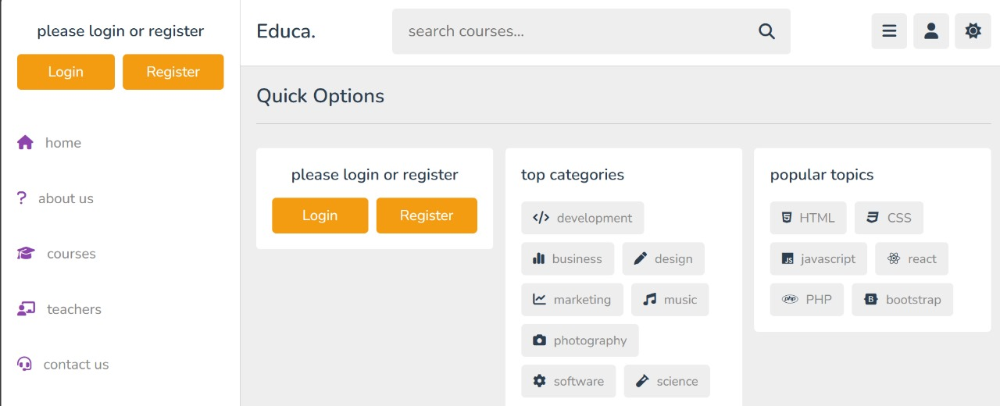 please login or register
Login Register
home
about us
courses
teachers
contact us
Educa.
search courses...
Quick Options
please login or register
Login Register
top categories
development
business design
marketing music
photography
software science
popular topics
HTML CSS
javascript react
PHP bootstrap